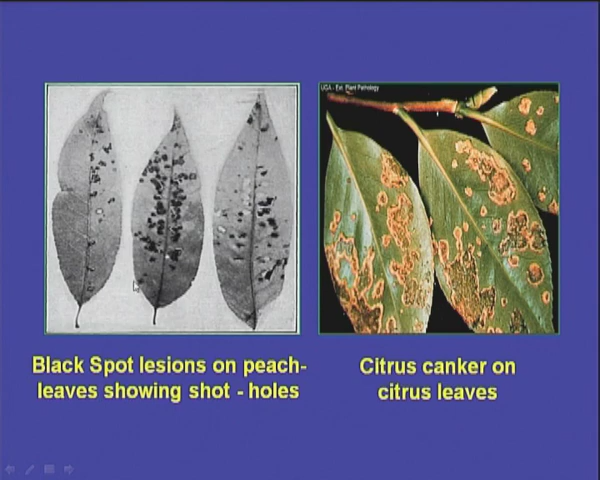 UGA - Ext. Plant Pathology
Black Spot lesions on peach-
leaves showing shot - holes
Citrus canker on
citrus leaves